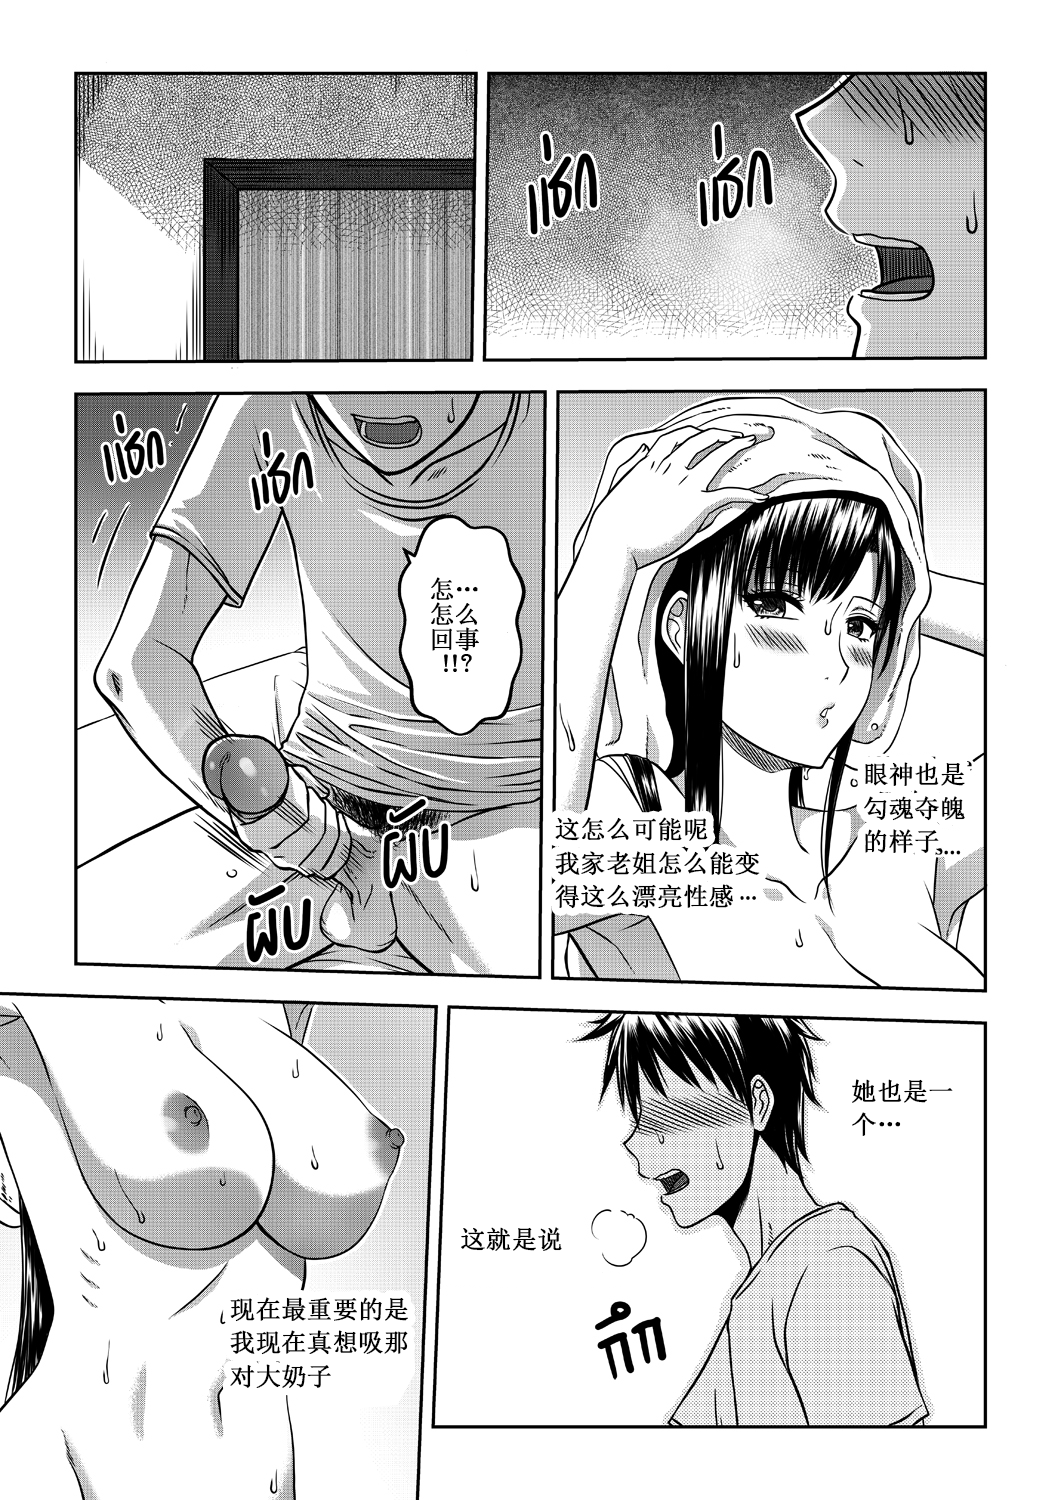 แช่ก
แช่ก
แช่ก
แช่ก
怎…
怎么
回事
!!?
ผับ
ผับ
眼神也是
勾魂夺魄
的样子,...
这怎么可能呢
我家老姐怎么能变
得这么漂亮性感…
现在最重要的是
我现在真想吸那
对大奶子
她也是一
个…
这就是说
กึก